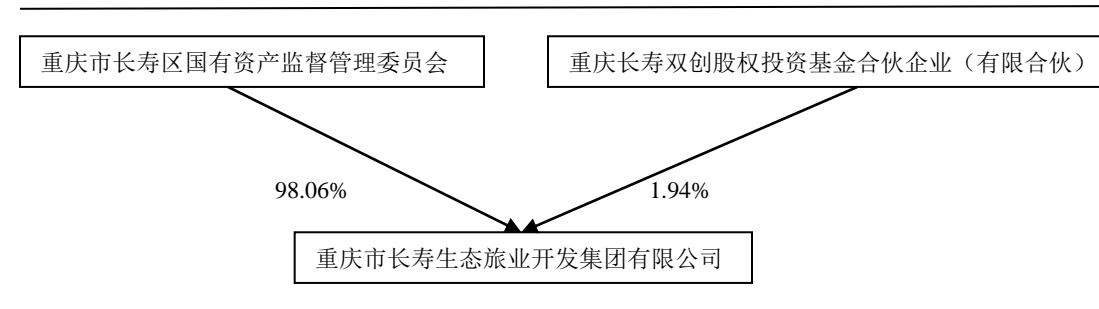 重庆市长寿区国有资产监督管理委员会
重庆长寿双创股权投资基金合伙企业（有限合伙）
98.06%
1.94%
重庆市长寿生态旅业开发集团有限公司